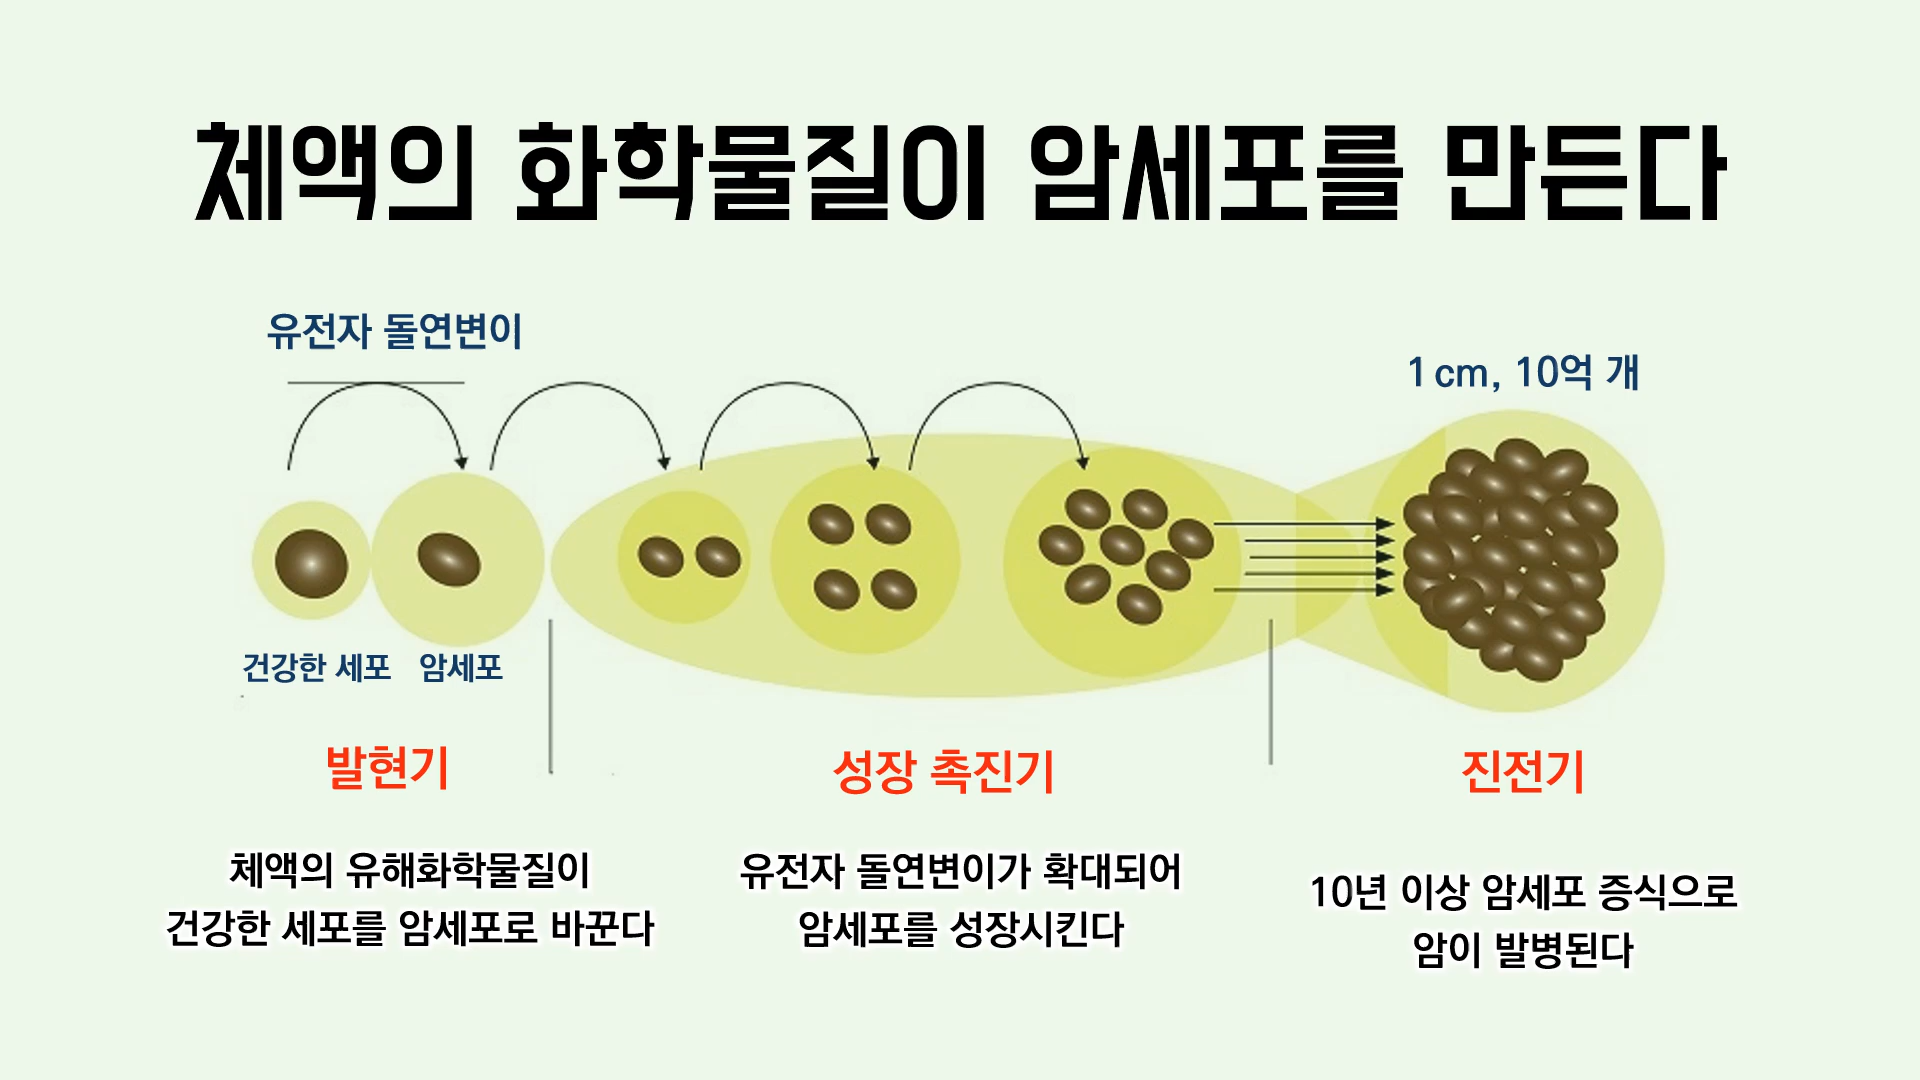 체액의 화학물질이 암세포를 만든다
유전자 돌연변이
1 cm, 10억 개
건강한 세포
암세포
발현기
성장 촉진기
진전기
체액의 유해화학물질이
건강한 세포를 암세포로 바꾼다
유전자 돌연변이가 확대되어
암세포를 성장시킨다
10년 이상 암세포 증식으로
암이 발병된다